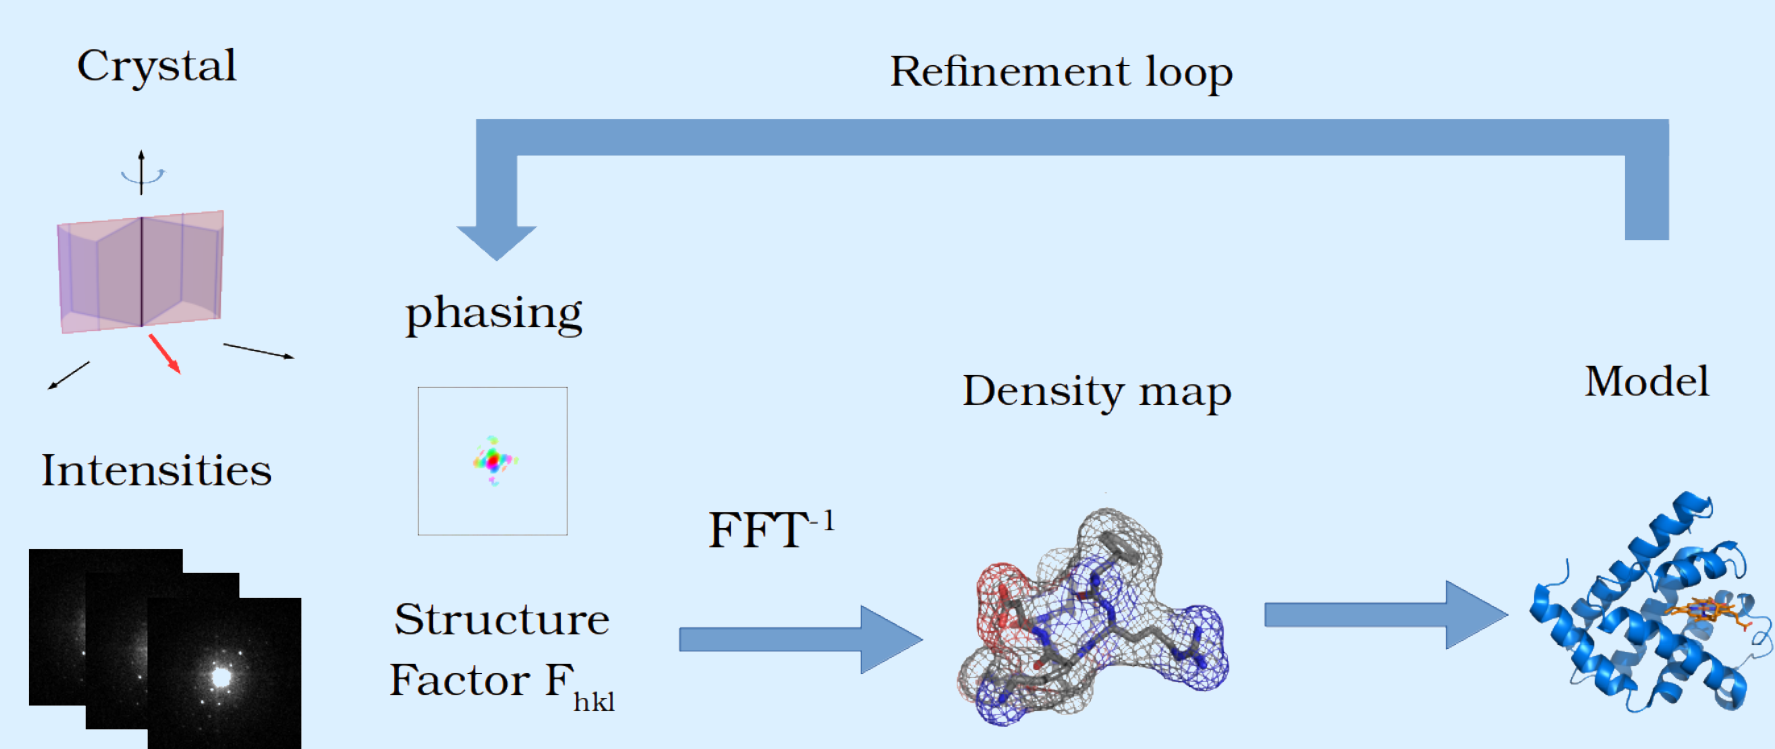 Crystal
Refinement loop
phasing
Density map
Model
Intensities
FFT-1
Structure
Factor Fhkl